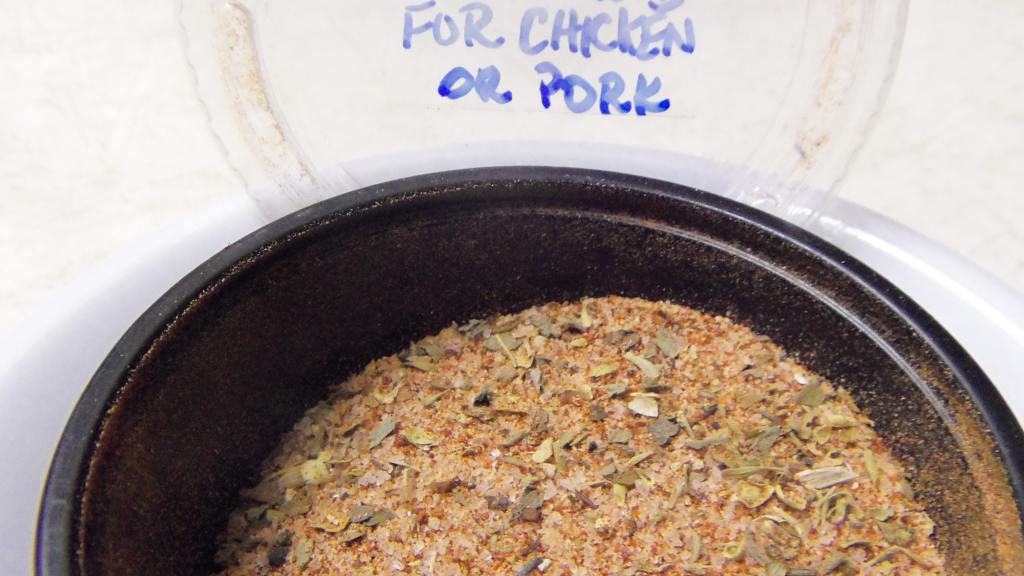 FOR CHICKEN
OR PORK